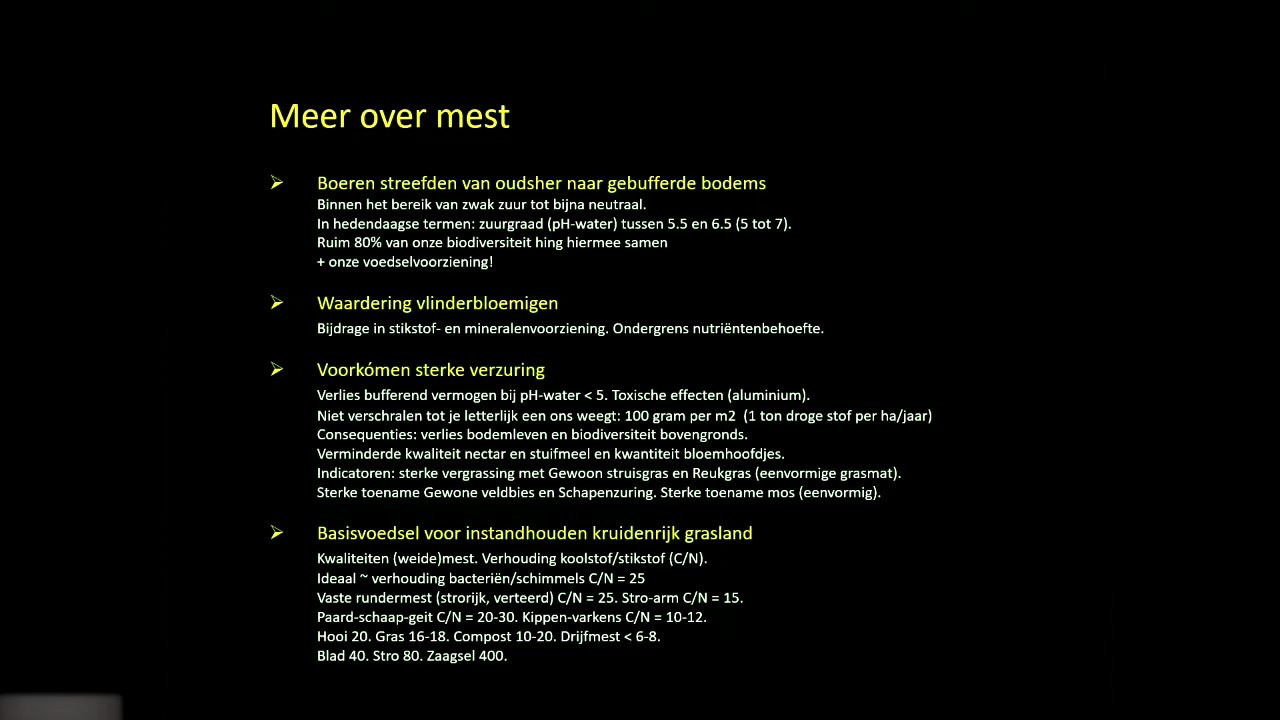 Meer over mest
➢ Boeren streefden van oudsher naar gebufferde bodems
Binnen het bereik van zwak zuur tot bijna neutraal.
In hedendaagse termen: zuurgraad (pH-water) tussen 5.5 en 6.5 (5 tot 7).
Ruim 80% van onze biodiversiteit hing hiermee samen
+ onze voedselvoorziening!
➢ Waardering vlinderbloemigen
Bijdrage in stikstof- en mineralenvoorziening. Ondergrens nutriëntenbehoefte.
➢ Voorkómen sterke verzuring
Verlies bufferend vermogen bij pH-water < 5. Toxische effecten (aluminium).
Niet verschralen tot je letterlijk een ons weegt: 100 gram per m2 (1 ton droge stof per ha/jaar)
Consequenties: verlies bodemleven en biodiversiteit bovengronds.
Verminderde kwaliteit nectar en stuifmeel en kwantiteit bloemhoofdjes.
Indicatoren: sterke vergrassing met Gewoon struisgras en Reukgras (eenvormige grasmat).
Sterke toename Gewone veldbies en Schapenzuring. Sterke toename mos (eenvormig).
➢ Basisvoedsel voor instandhouden kruidenrijk grasland
Kwaliteiten (weide)mest. Verhouding koolstof/stikstof (C/N).
Ideaal ~ verhouding bacteriën/schimmels C/N = 25
Vaste rundermest (strorijk, verteerd) C/N = 25. Stro-arm C/N = 15.
Paard-schaap-geit C/N = 20-30. Kippen-varkens C/N = 10-12.
Hooi 20. Gras 16-18. Compost 10-20. Drijfmest < 6-8.
Blad 40. Stro 80. Zaagsel 400.